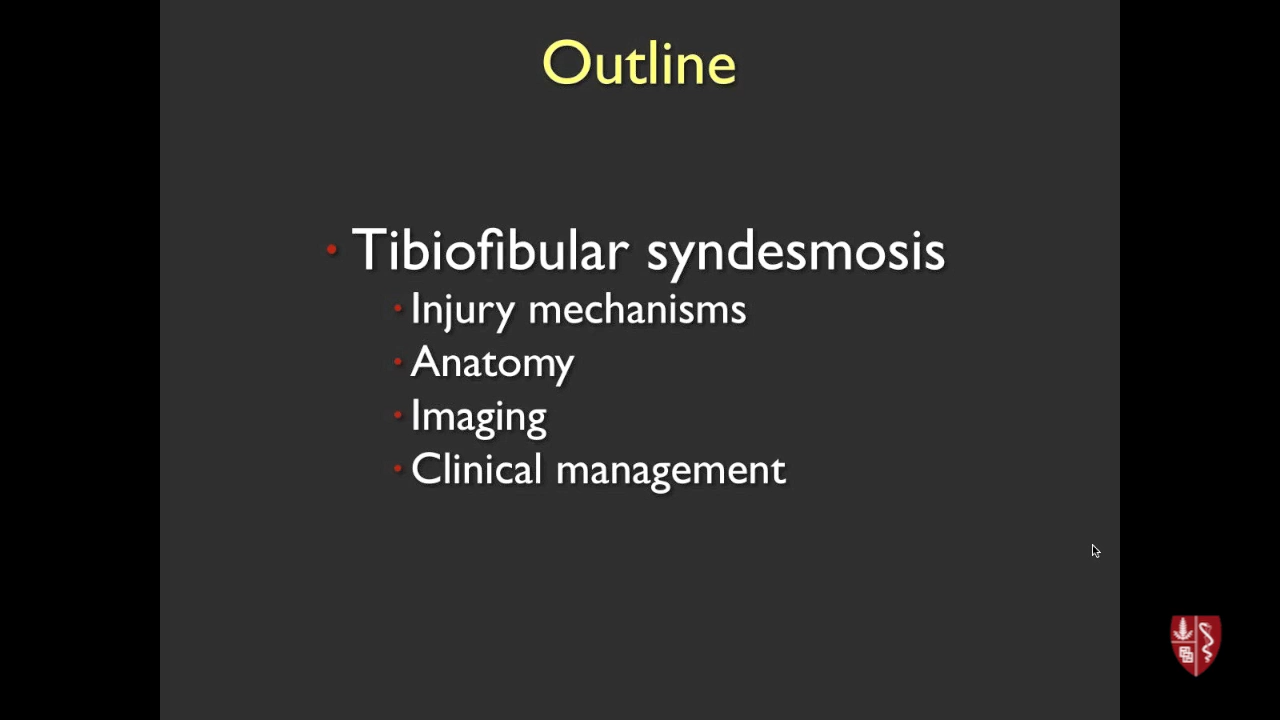 Outline
• Tibiofibular syndesmosis
• Injury mechanisms
• Anatomy
• Imaging
• Clinical management